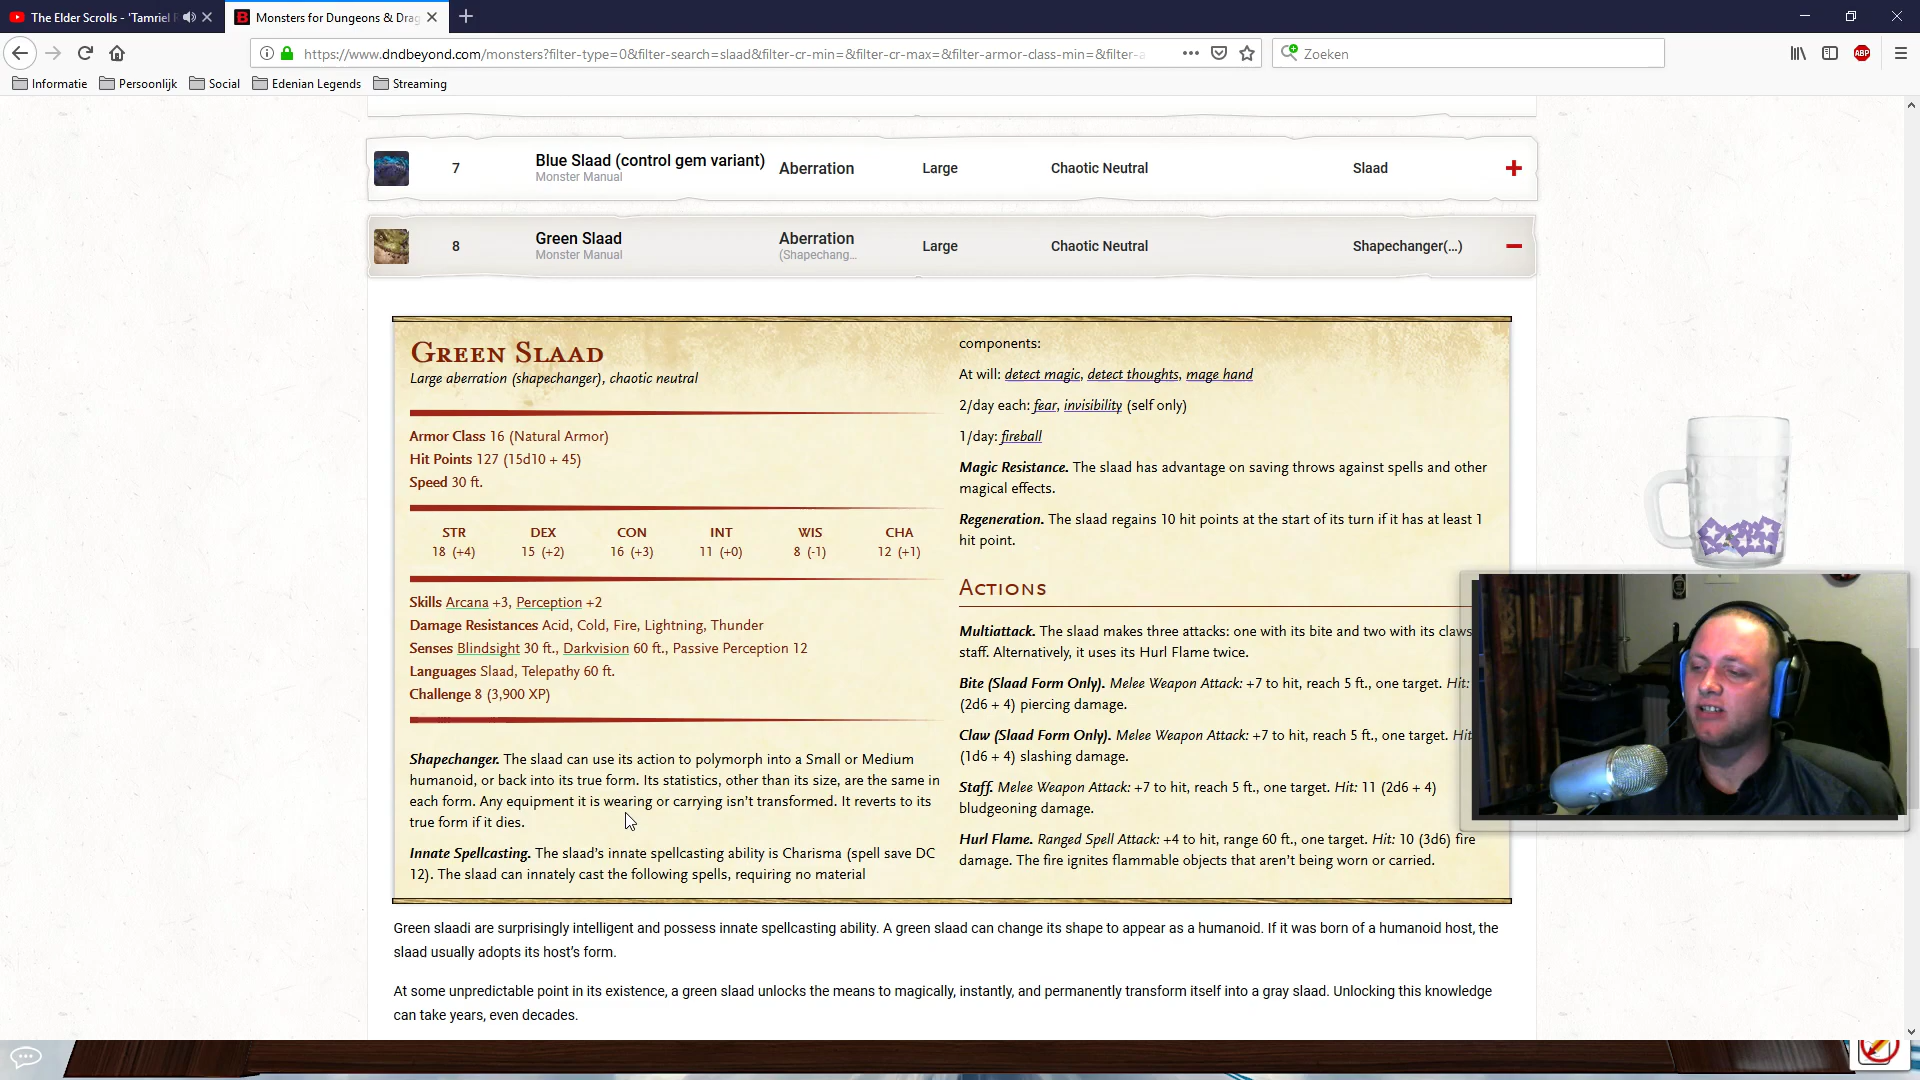 The Elder Scrolls - 'Tamriel
Monsters for Dungeons & Drag
https://www.dndbeyond.com/monsters?filter-type=0&filter-search=slaad&filter-cr-min=&filter-cr-max=&filter-armor-class-min=&filter-a
Zoeken
ABP
Informatie Persoonlijk Social Edenian Legends Streaming
7 Blue Slaad (control gem variant) Aberration Large Chaotic Neutral Slaad
Monster Manual
8 Green Slaad Aberration Large Chaotic Neutral Shapechanger(…)
Monster Manual (Shapechang…
Green Slaad
Large aberration (shapechanger), chaotic neutral
Armor Class 16 (Natural Armor)
Hit Points 127 (15d10 + 45)
Speed 30 ft.
STR DEX CON INT WIS CHA
18 (+4) 15 (+2) 16 (+3) 11 (+0) 8 (-1) 12 (+1)
Skills Arcana +3, Perception +2
Damage Resistances Acid, Cold, Fire, Lightning, Thunder
Senses Blindsight 30 ft., Darkvision 60 ft., Passive Perception 12
Languages Slaad, Telepathy 60 ft.
Challenge 8 (3,900 XP)
Shapechanger. The slaad can use its action to polymorph into a Small or Medium
humanoid, or back into its true form. Its statistics, other than its size, are the same in
each form. Any equipment it is wearing or carrying isn't transformed. It reverts to its
true form if it dies.
Innate Spellcasting. The slaad's innate spellcasting ability is Charisma (spell save DC
12). The slaad can innately cast the following spells, requiring no material
components:
At will: detect magic, detect thoughts, mage hand
2/day each: fear, invisibility (self only)
1/day: fireball
Magic Resistance. The slaad has advantage on saving throws against spells and other
magical effects.
Regeneration. The slaad regains 10 hit points at the start of its turn if it has at least 1
hit point.
Actions
Multiattack. The slaad makes three attacks: one with its bite and two with its claws
staff. Alternatively, it uses its Hurl Flame twice.
Bite (Slaad Form Only). Melee Weapon Attack: +7 to hit, reach 5 ft., one target. Hit:
(2d6 + 4) piercing damage.
Claw (Slaad Form Only). Melee Weapon Attack: +7 to hit, reach 5 ft., one target. Hit
(1d6 + 4) slashing damage.
Staff. Melee Weapon Attack: +7 to hit, reach 5 ft., one target. Hit: 11 (2d6 + 4)
bludgeoning damage.
Hurl Flame. Ranged Spell Attack: +4 to hit, range 60 ft., one target. Hit: 10 (3d6) fire
damage. The fire ignites flammable objects that aren't being worn or carried.
Green slaadi are surprisingly intelligent and possess innate spellcasting ability. A green slaad can change its shape to appear as a humanoid. If it was born of a humanoid host, the
slaad usually adopts its host's form.
At some unpredictable point in its existence, a green slaad unlocks the means to magically, instantly, and permanently transform itself into a gray slaad. Unlocking this knowledge
can take years, even decades.